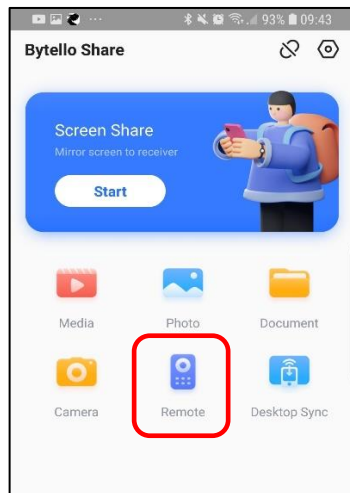 93% 09:43
Bytello Share
Screen Share
Mirror screen to receiver
Start
Media Photo Document
Camera Remote Desktop Sync